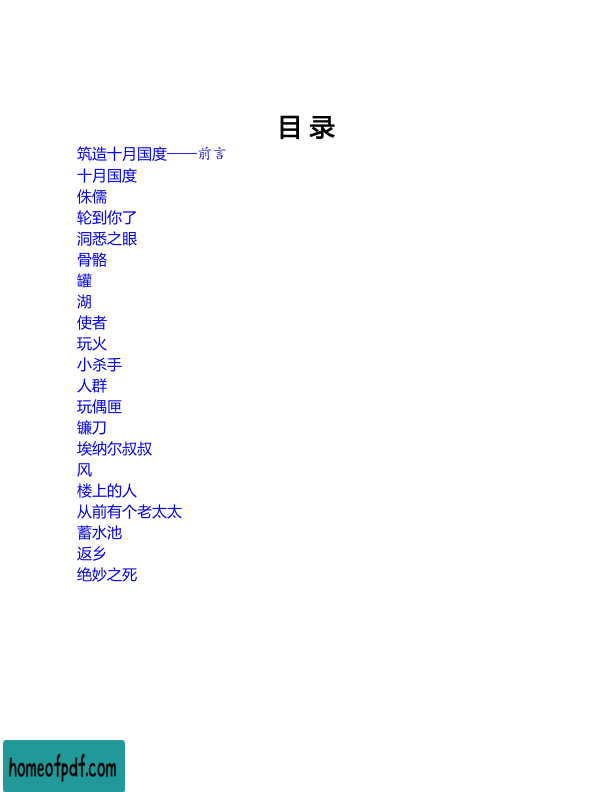 目 录
筑造十月国度——前言
十月国度
侏儒
轮到你了
洞悉之眼
骨骼
罐
湖
使者
玩火
小杀手
人群
玩偶匣
镰刀
埃纳尔叔叔
风
楼上的人
从前有个老太太
蓄水池
返乡
绝妙之死
homeofpdf.com